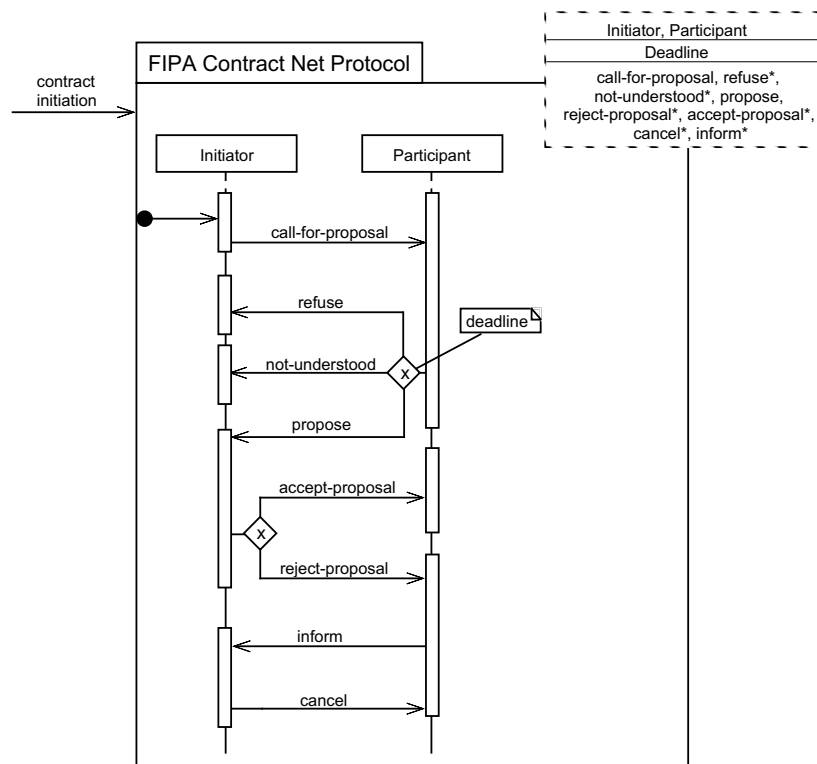 Initiator, Participant
Deadline
call-for-proposal, refuse*,
not-understood*, propose,
reject-proposal*, accept-proposal*,
cancel*, inform*
FIPA Contract Net Protocol
contract
initiation
Initiator
Participant
call-for-proposal
refuse
deadline
not-understood
x
propose
accept-proposal
x
reject-proposal
inform
cancel